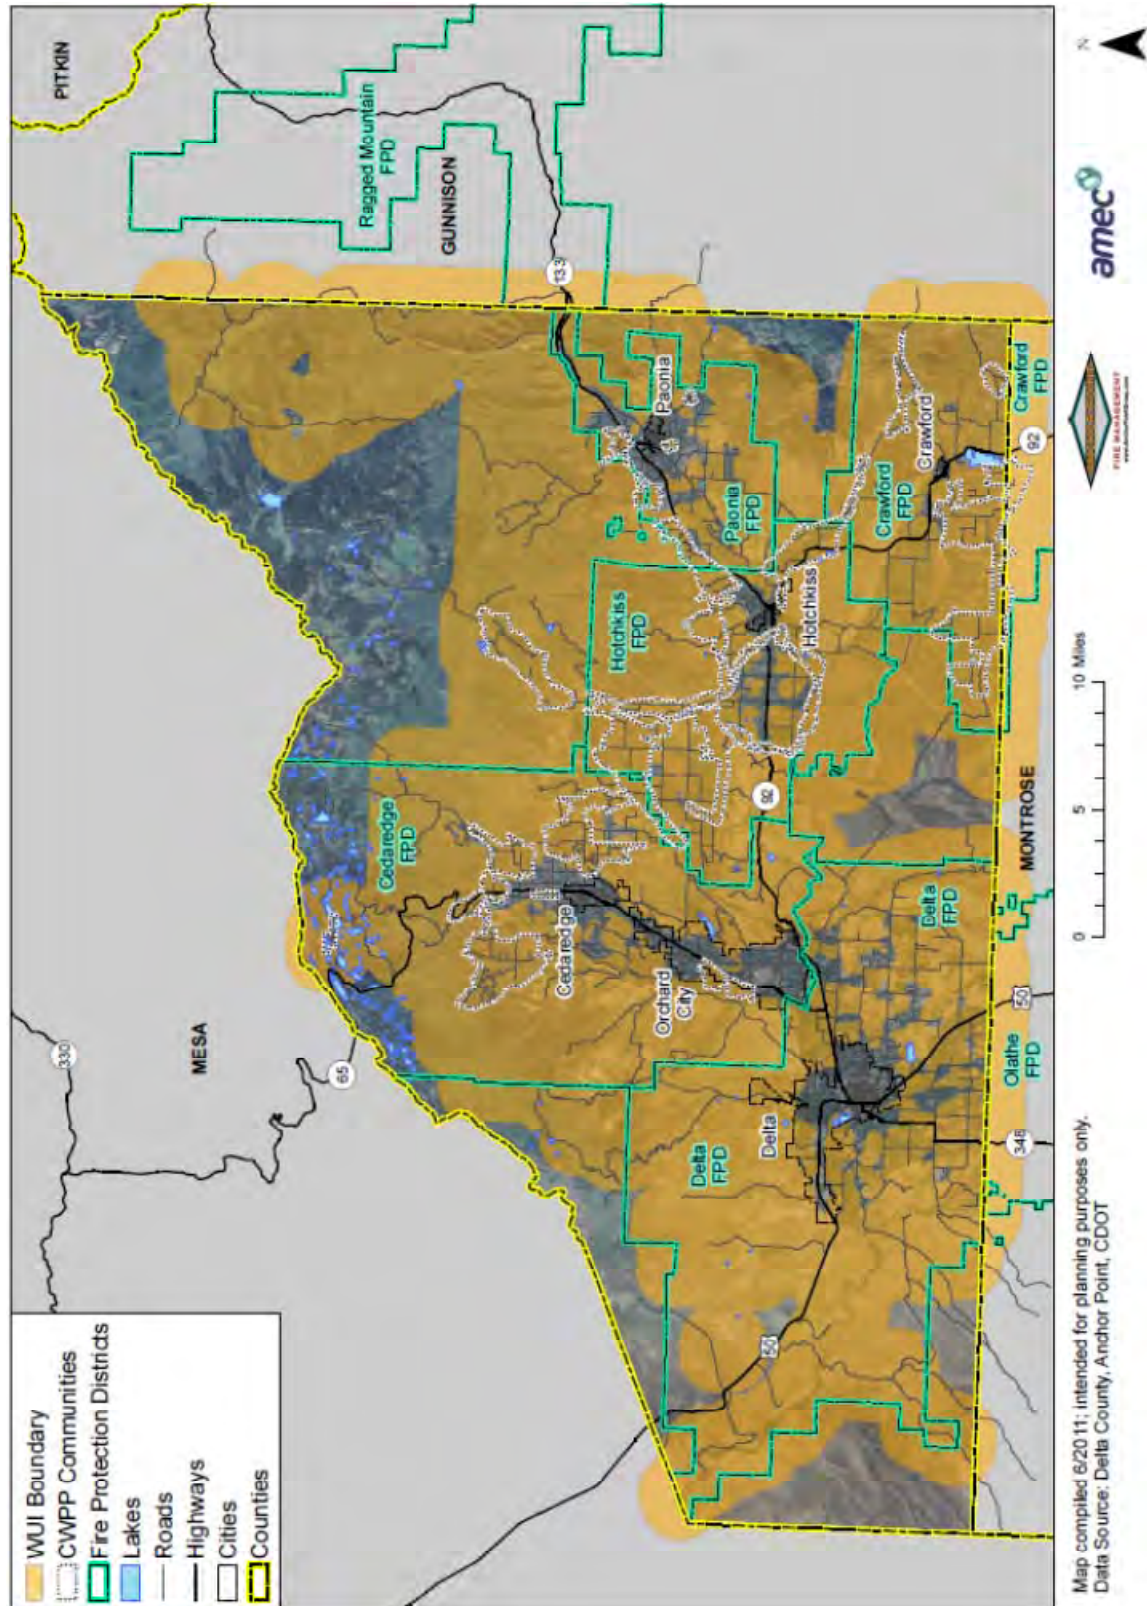 WUI Boundary
CWPP Communities
Fire Protection Districts
Lakes
Roads
Highways
Cities
Counties
PITKIN
MESA
GUNNISON
MONTROSE
330
65
133
92
92
50
50
348
Ragged Mountain
FPD
Cedaredge
FPD
Cedaredge
Orchard
City
Hotchkiss
FPD
Hotchkiss
Paonia
Paonia
FPD
Crawford
FPD
Crawford
Crawford
FPD
Delta
FPD
Delta
Delta
FPD
Olathe
FPD
0 5 10 Miles
Map compiled 6/2011; intended for planning purposes only.
Data Source: Delta County, Anchor Point, CDOT
FIRE MANAGEMENT
amec
N